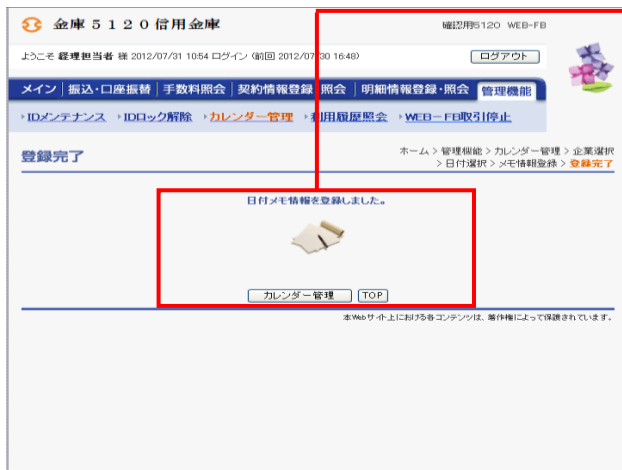 金庫５１２０信用金庫
確認用5120 WEB-FB
ようこそ 経理担当者 様 2012/07/31 10:54 ログイン (前回 2012/07/30 16:48)
ログアウト
メイン 振込・口座振替 手数料照会 契約情報登録 照会 明細情報登録・照会 管理機能
IDメンテナンス IDロック解除 カレンダー管理 利用履歴照会 WEB－FB取引停止
登録完了
ホーム > 管理機能 > カレンダー管理 > 企業選択
> 日付選択 > メモ情報登録 > 登録完了
日付メモ情報を登録しました。
カレンダー管理 TOP
本Webサイト上における各コンテンツは、著作権によって保護されています。